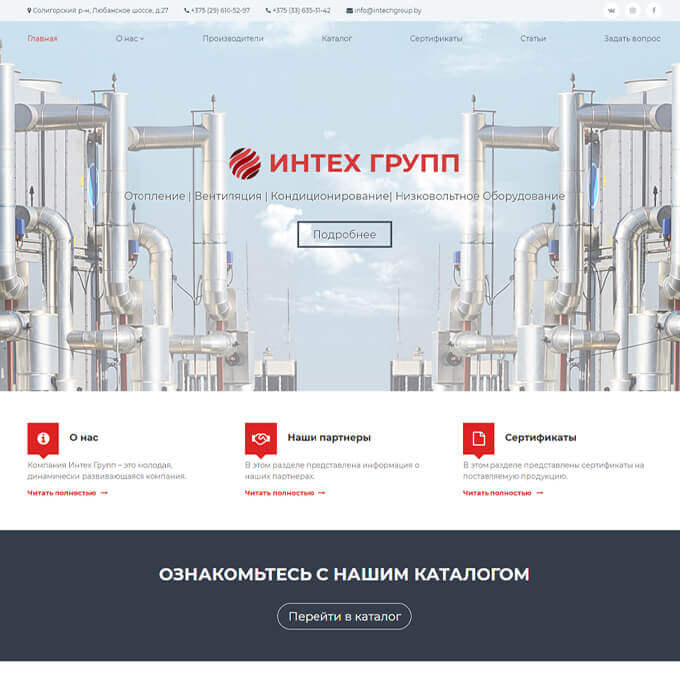 Солигорский р-н, Любанское шоссе, д.27 +375 (29) 610-52-97 +375 (33) 635-31-42 info@intechgroup.by
Главная О нас Производители Каталог Сертификаты Статьи Задать вопрос
ИНТЕХ ГРУПП
Отопление | Вентиляция | Кондиционирование| Низковольтное Оборудование
Подробнее
О нас
Компания Интех Групп – это молодая,
динамически развивающаяся компания.
Читать полностью →
Наши партнеры
В этом разделе представлена информация о
наших партнерах.
Читать полностью →
Сертификаты
В этом разделе представлены сертификаты на
поставляемую продукцию.
Читать полностью →
ОЗНАКОМЬТЕСЬ С НАШИМ КАТАЛОГОМ
Перейти в каталог